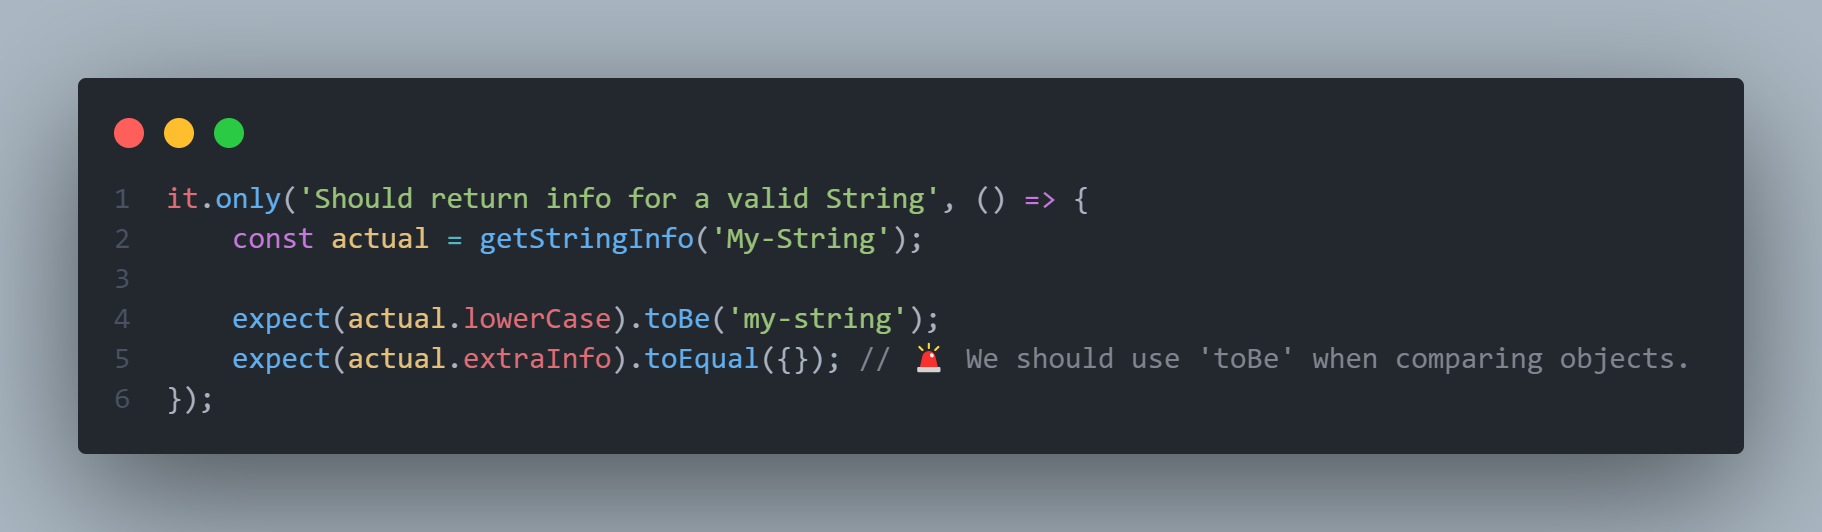 1 it.only('Should return info for a valid String', () => {
2     const actual = getStringInfo('My-String');
3
4     expect(actual.lowerCase).toBe('my-string');
5     expect(actual.extraInfo).toEqual({}); // 🚨 We should use 'toBe' when comparing objects.
6 });